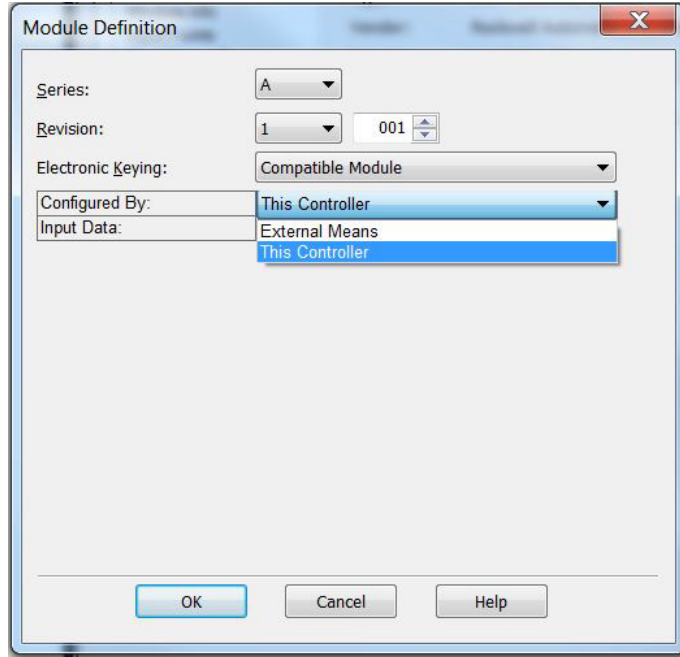 Module Definition
Series: A
Revision: 1 001
Electronic Keying: Compatible Module
Configured By: This Controller
Input Data:
External Means
This Controller
OK Cancel Help